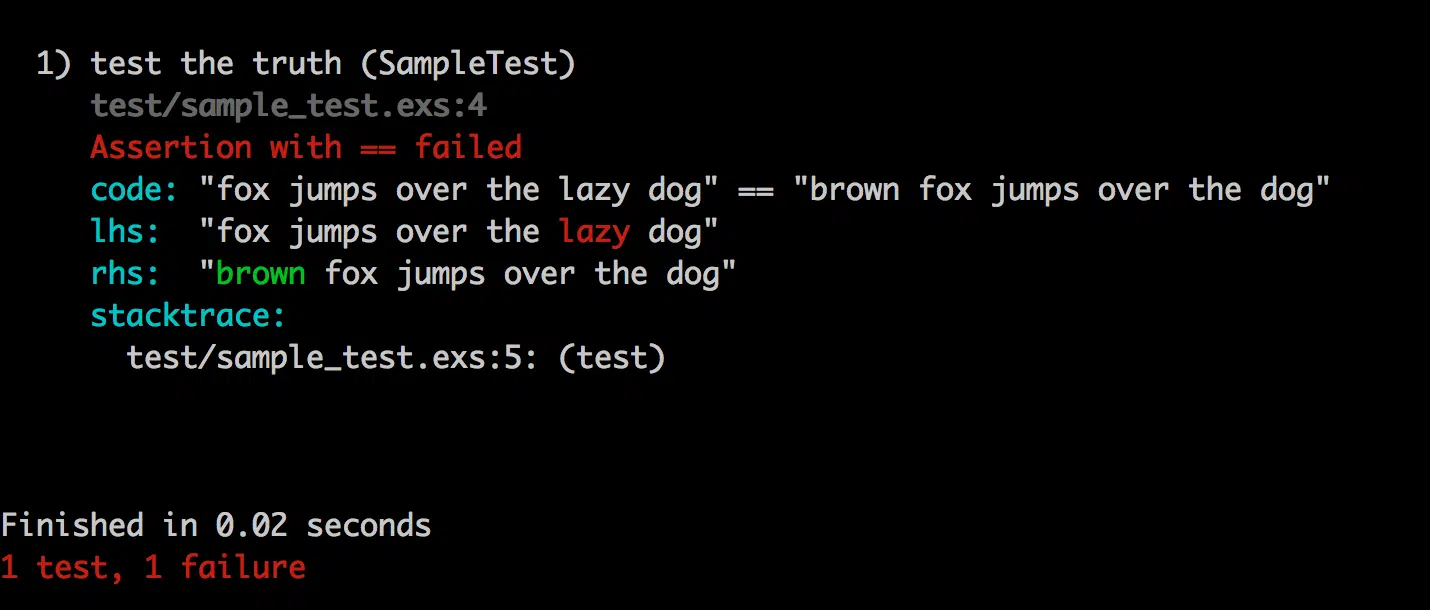 1) test the truth (SampleTest)
test/sample_test.exs:4
Assertion with == failed
code: "fox jumps over the lazy dog" == "brown fox jumps over the dog"
lhs: "fox jumps over the lazy dog"
rhs: "brown fox jumps over the dog"
stacktrace:
test/sample_test.exs:5: (test)
Finished in 0.02 seconds
1 test, 1 failure